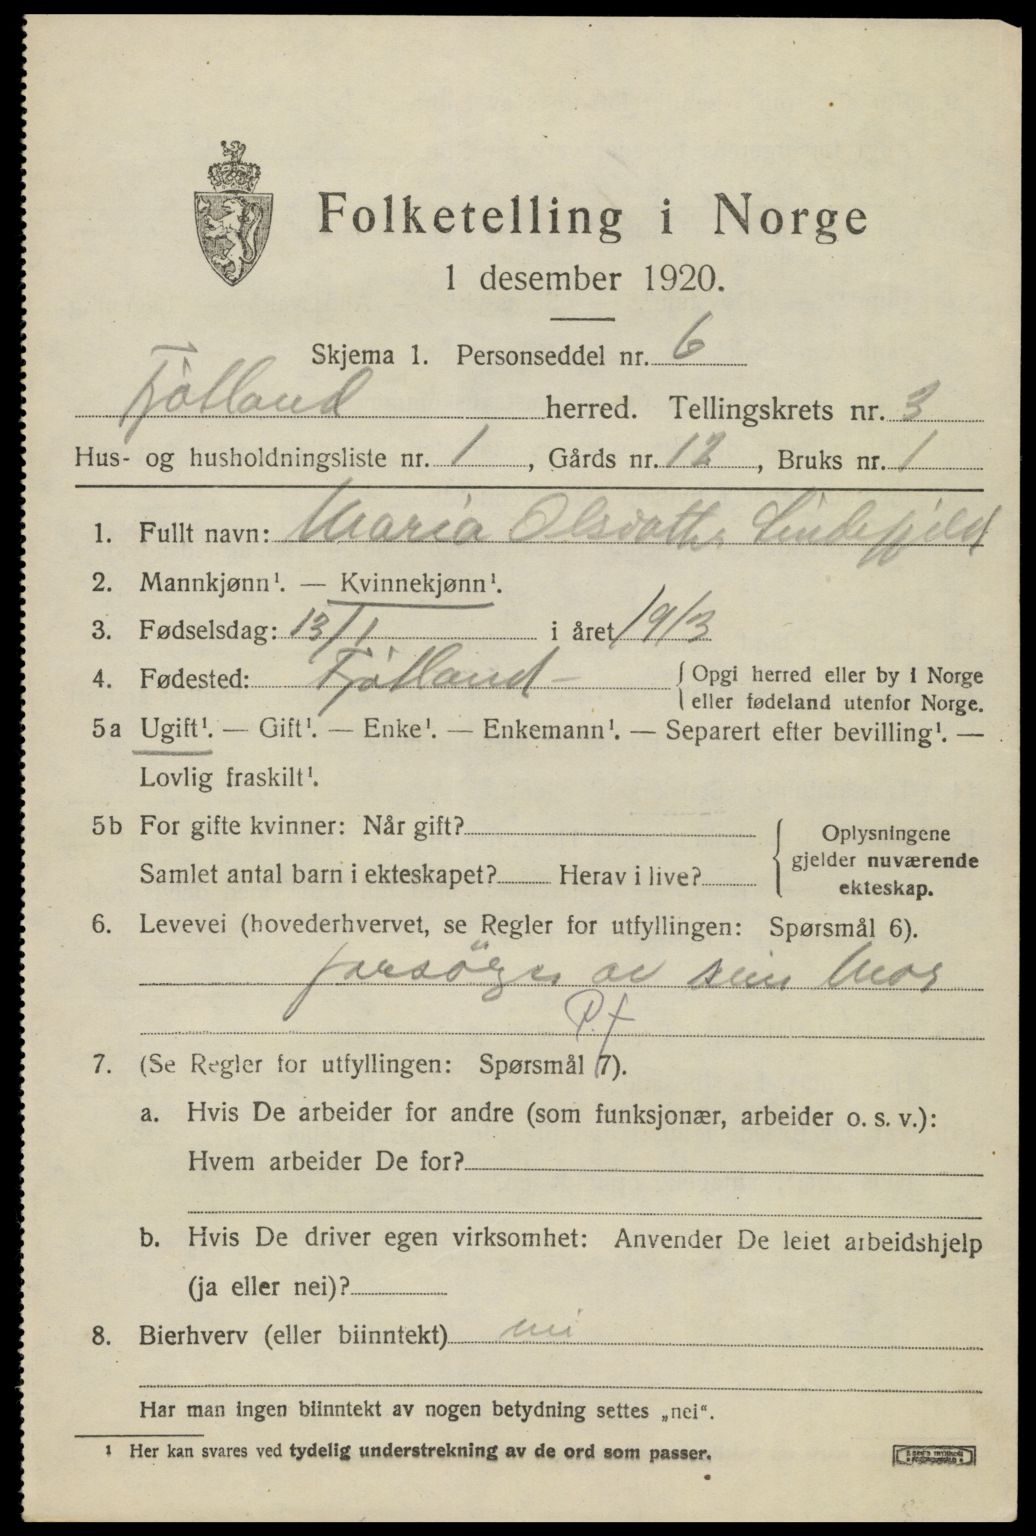 Folketelling i Norge
1 desember 1920.
Skjema 1. Personseddel nr. 6
Fjotland herred. Tellingskrets nr. 3
Hus- og husholdningsliste nr. 1, Gårds nr. 12, Bruks nr. 1
1. Fullt navn: Maria Lindefjeld
2. Mannkjønn¹. — Kvinnekjønn¹.
3. Fødselsdag: 13/1 i året 1913
4. Fødested: Fjotland – { Opgi herred eller by i Norge
eller fødeland utenfor Norge.
5a Ugift¹. — Gift¹. — Enke¹. — Enkemann¹. — Separert efter bevilling¹. —
Lovlig fraskilt¹.
5b For gifte kvinner: Når gift?
Samlet antal barn i ekteskapet? Herav i live?
Oplysningene
gjelder nuværende
ekteskap.
6. Levevei (hovederhvervet, se Regler for utfyllingen: Spørsmål 6).
forsörges av sin Mor
P.f
7. (Se Regler for utfyllingen: Spørsmål 7).
a. Hvis De arbeider for andre (som funksjonær, arbeider o. s. v.):
Hvem arbeider De for?
b. Hvis De driver egen virksomhet: Anvender De leiet arbeidshjelp
(ja eller nei)?
8. Bierhverv (eller biinntekt) nei
Har man ingen biinntekt av nogen betydning settes „nei".
¹ Her kan svares ved tydelig understrekning av de ord som passer.